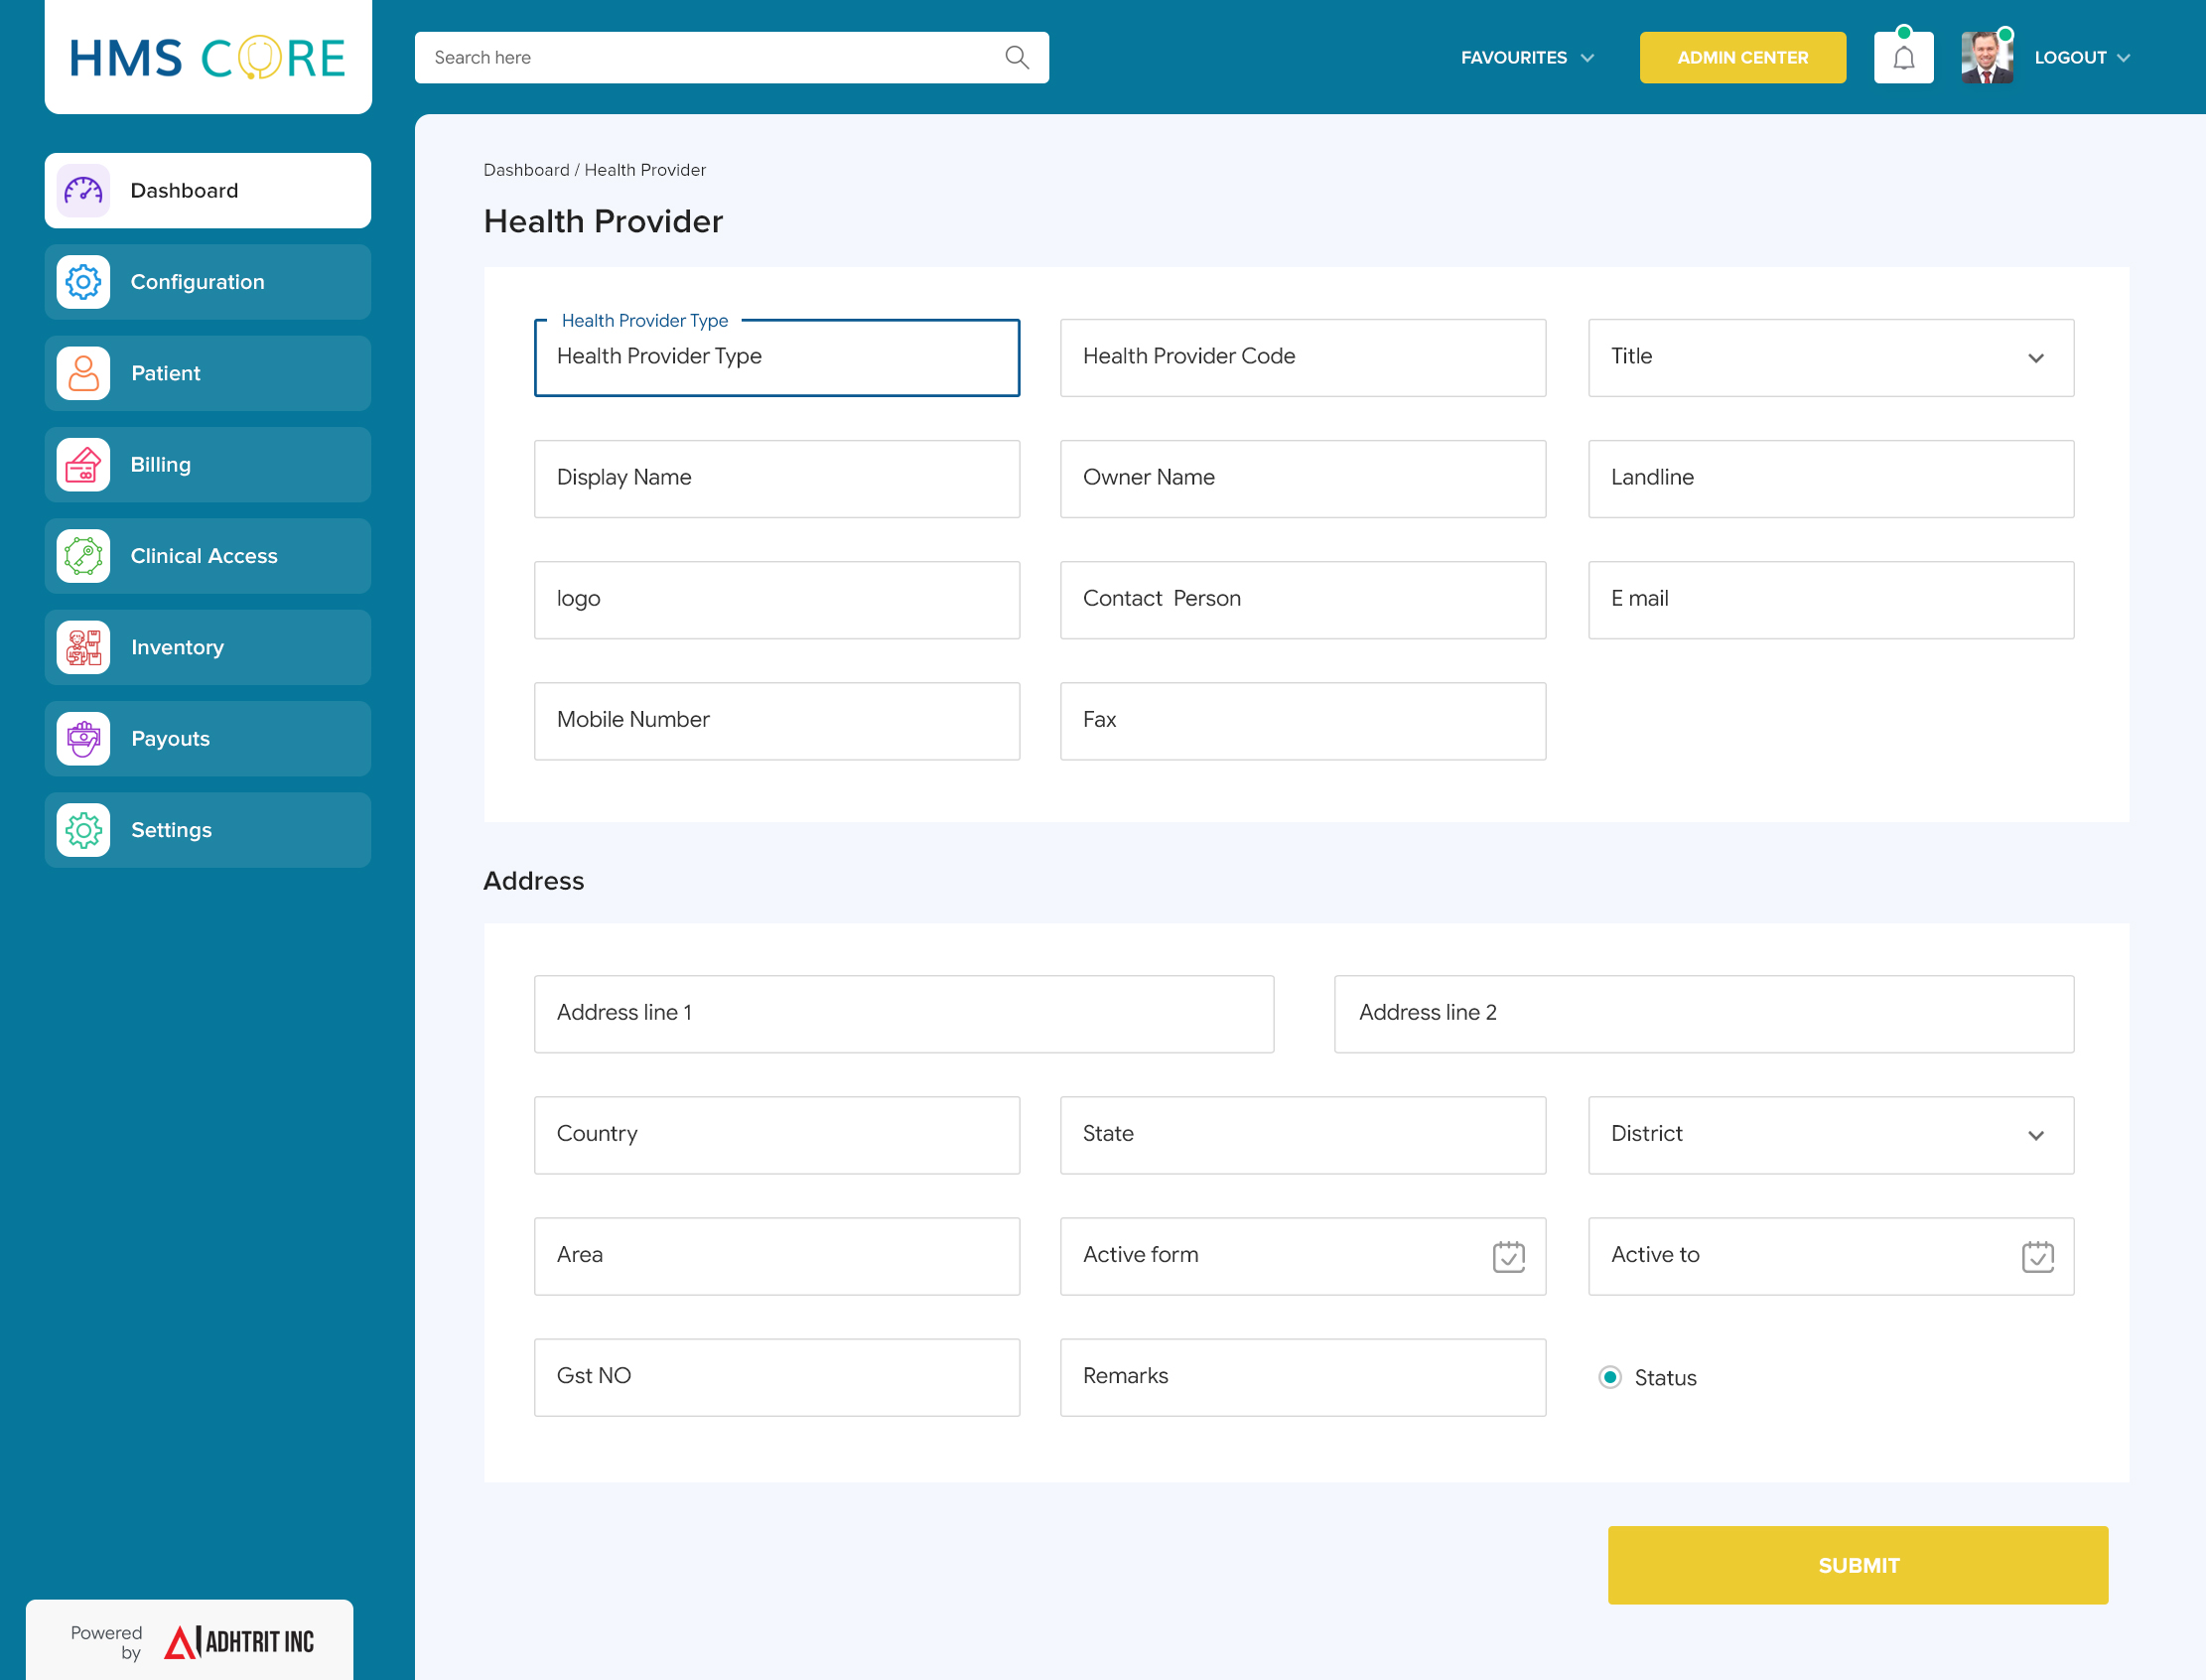 HMS CORE
Search here
FAVOURITES
ADMIN CENTER
LOGOUT
Dashboard
Configuration
Patient
Billing
Clinical Access
Inventory
Payouts
Settings
Powered
by
ADHTRIT INC
Dashboard / Health Provider
Health Provider
Health Provider Type
Health Provider Type
Health Provider Code
Title
Display Name
Owner Name
Landline
logo
Contact  Person
E mail
Mobile Number
Fax
Address
Address line 1
Address line 2
Country
State
District
Area
Active form
Active to
Gst NO
Remarks
Status
SUBMIT